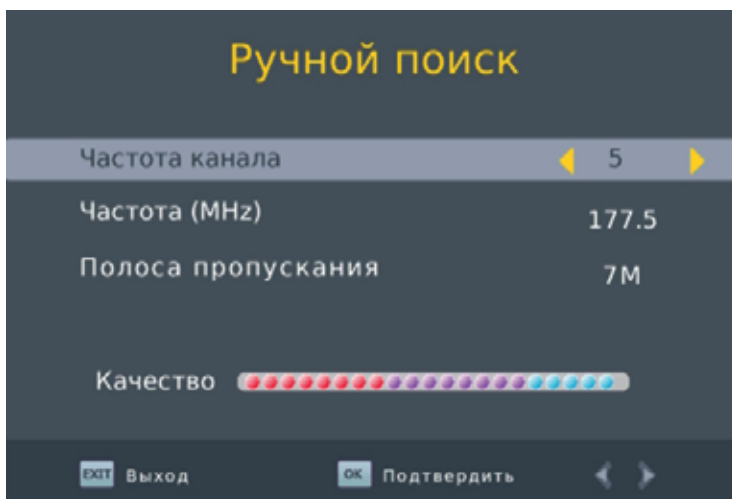 Ручной поиск
Частота канала 5
Частота (MHz) 177.5
Полоса пропускания 7M
Качество
EXIT Выход OK Подтвердить